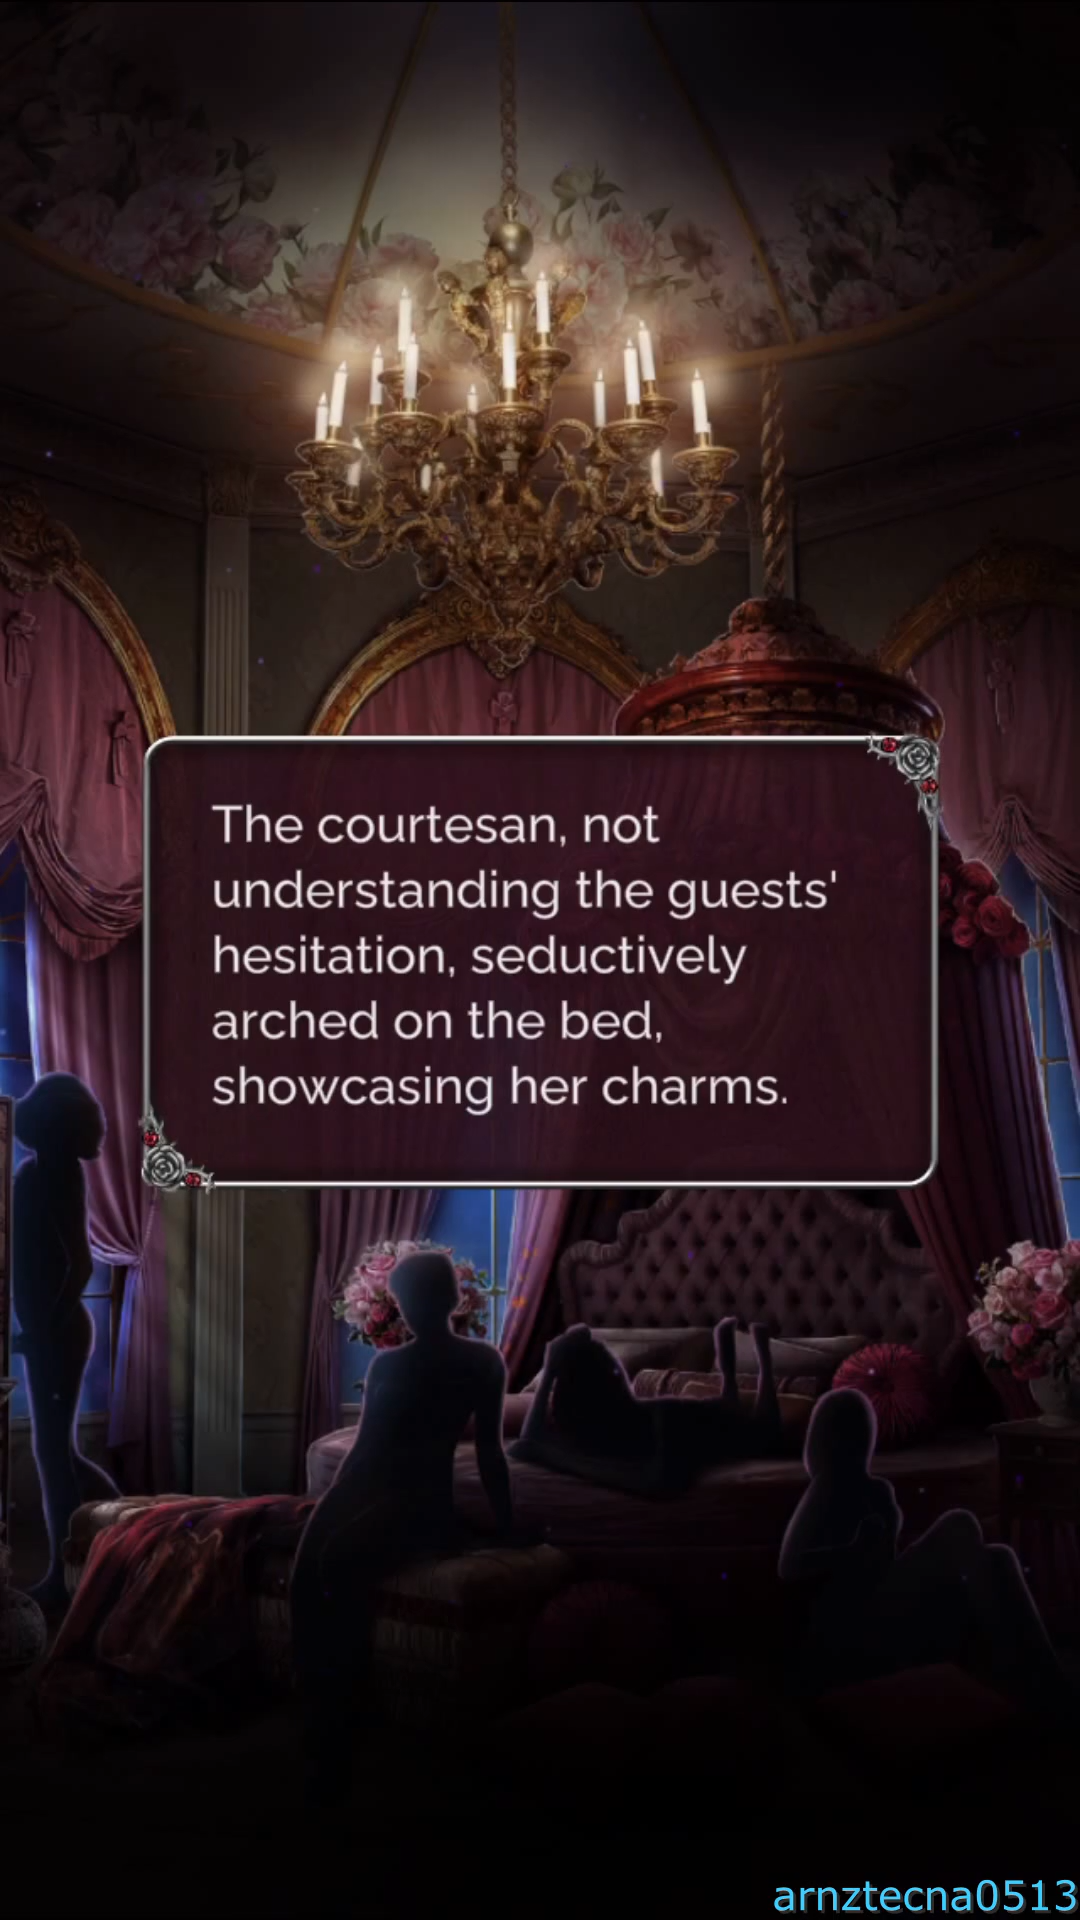 The courtesan, not
understanding the guests'
hesitation, seductively
arched on the bed,
showcasing her charms.
arnztecna0513